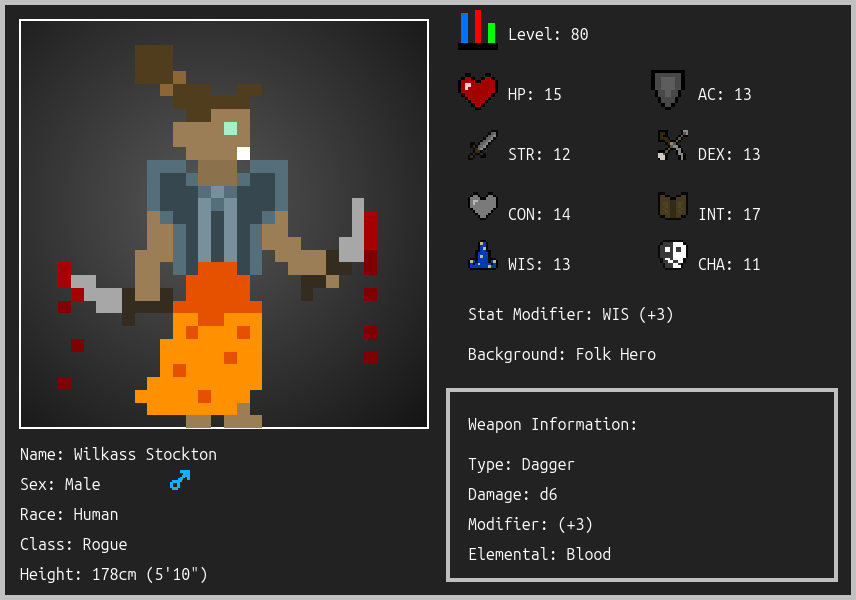 Level: 80
HP: 15
AC: 13
STR: 12
DEX: 13
CON: 14
INT: 17
WIS: 13
CHA: 11
Stat Modifier: WIS (+3)
Background: Folk Hero
Weapon Information:
Type: Dagger
Damage: d6
Modifier: (+3)
Elemental: Blood
Name: Wilkass Stockton
Sex: Male
Race: Human
Class: Rogue
Height: 178cm (5'10")